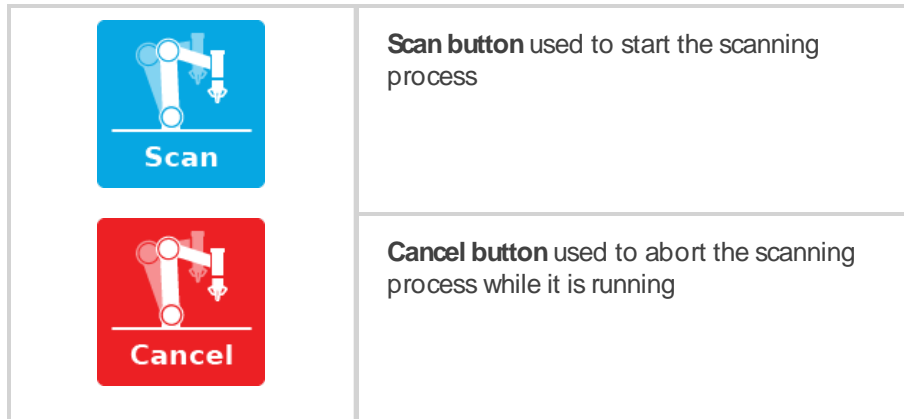 Scan
Scan button used to start the scanning
process
Cancel
Cancel button used to abort the scanning
process while it is running